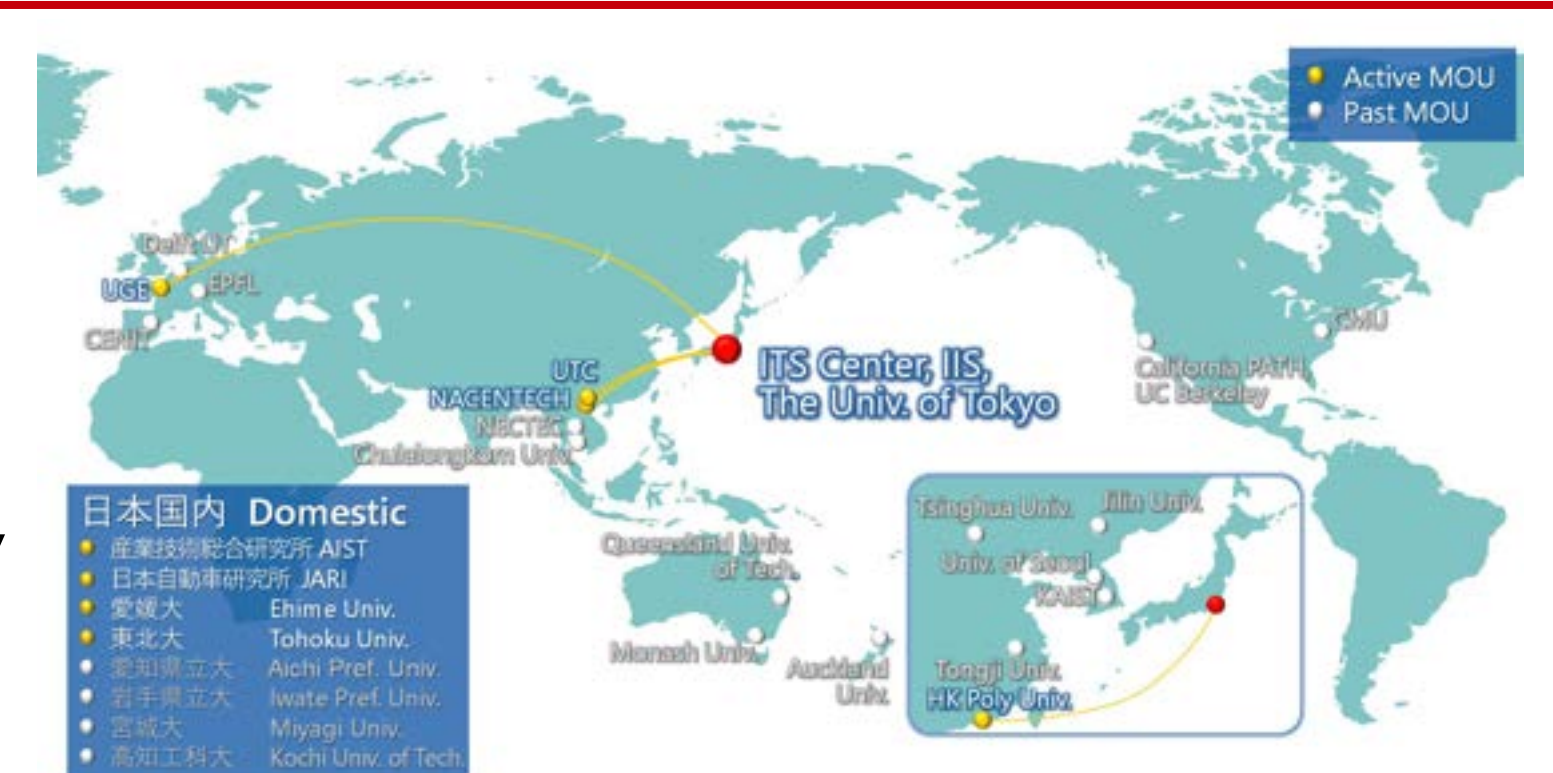 Active MOU
Past MOU
Delft UT
UGE
EPFL
CENIT
UTC
NACENTECH
NECTEC
Chulalongkorn Univ.
ITS Center, IIS,
The Univ. of Tokyo
CMU
California PATH,
UC Berkeley
日本国内 Domestic
産業技術総合研究所 AIST
日本自動車研究所 JARI
愛媛大 Ehime Univ.
東北大 Tohoku Univ.
愛知県立大 Aichi Pref. Univ.
岩手県立大 Iwate Pref. Univ.
宮城大 Miyagi Univ.
高知工科大 Kochi Univ. of Tech.
Queensland Univ.
of Tech.
Monash Univ.
Auckland
Univ.
Tsinghua Univ.
Jilin Univ.
Univ. of Seoul
KAIST
Tongji Univ.
HK Poly Univ.